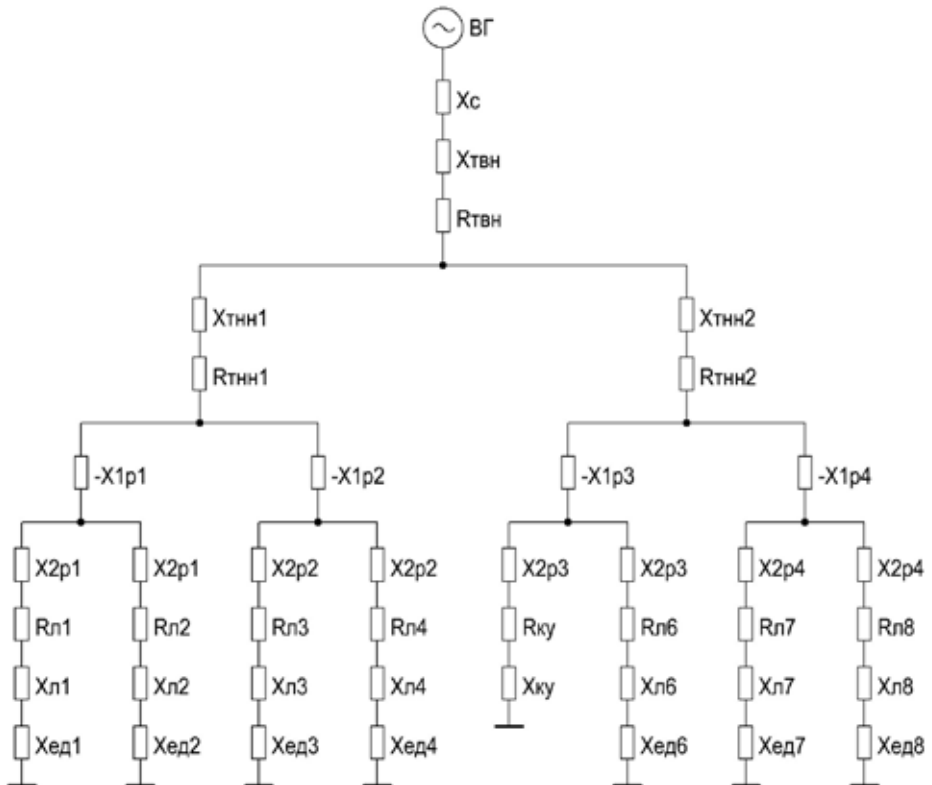 ВГ
Xс
Xтвн
Rтвн
Xтнн1 Xтнн2
Rтнн1 Rтнн2
-X1р1 -X1р2 -X1р3 -X1р4
X2р1 X2р1 X2р2 X2р2 X2р3 X2р3 X2р4 X2р4
Rл1 Rл2 Rл3 Rл4 Rку Rл6 Rл7 Rл8
Xл1 Xл2 Xл3 Xл4 Xку Xл6 Xл7 Xл8
Xед1 Xед2 Xед3 Xед4 Xед6 Xед7 Xед8